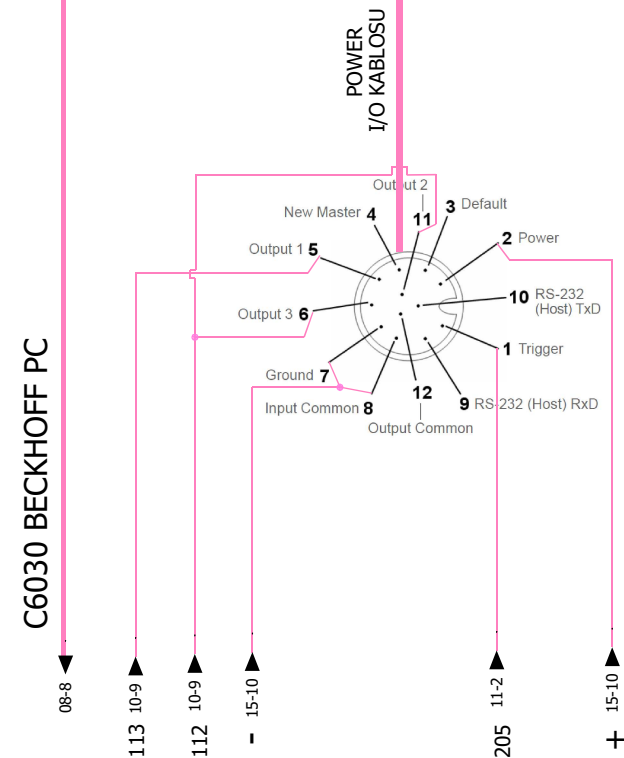 POWER
I/O KABLOSU
Output 2
New Master 4
11
3 Default
Output 1 5
2 Power
10 RS-232
(Host) TxD
Output 3 6
1 Trigger
Ground 7
Input Common 8
12
Output Common
9 RS-232 (Host) RxD
C6030 BECKHOFF PC
08-8
113 10-9
112 10-9
- 15-10
205 11-2
+ 15-10